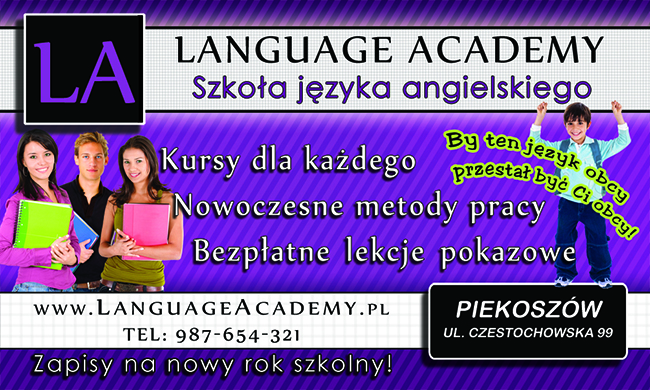 LA
LANGUAGE ACADEMY
Szkoła języka angielskiego
Kursy dla każdego
Nowoczesne metody pracy
Bezpłatne lekcje pokazowe
By ten język obcy
przestał być Ci obcy!
www.LanguageAcademy.pl
TEL: 987-654-321
PIEKOSZÓW
UL. CZESTOCHOWSKA 99
Zapisy na nowy rok szkolny!